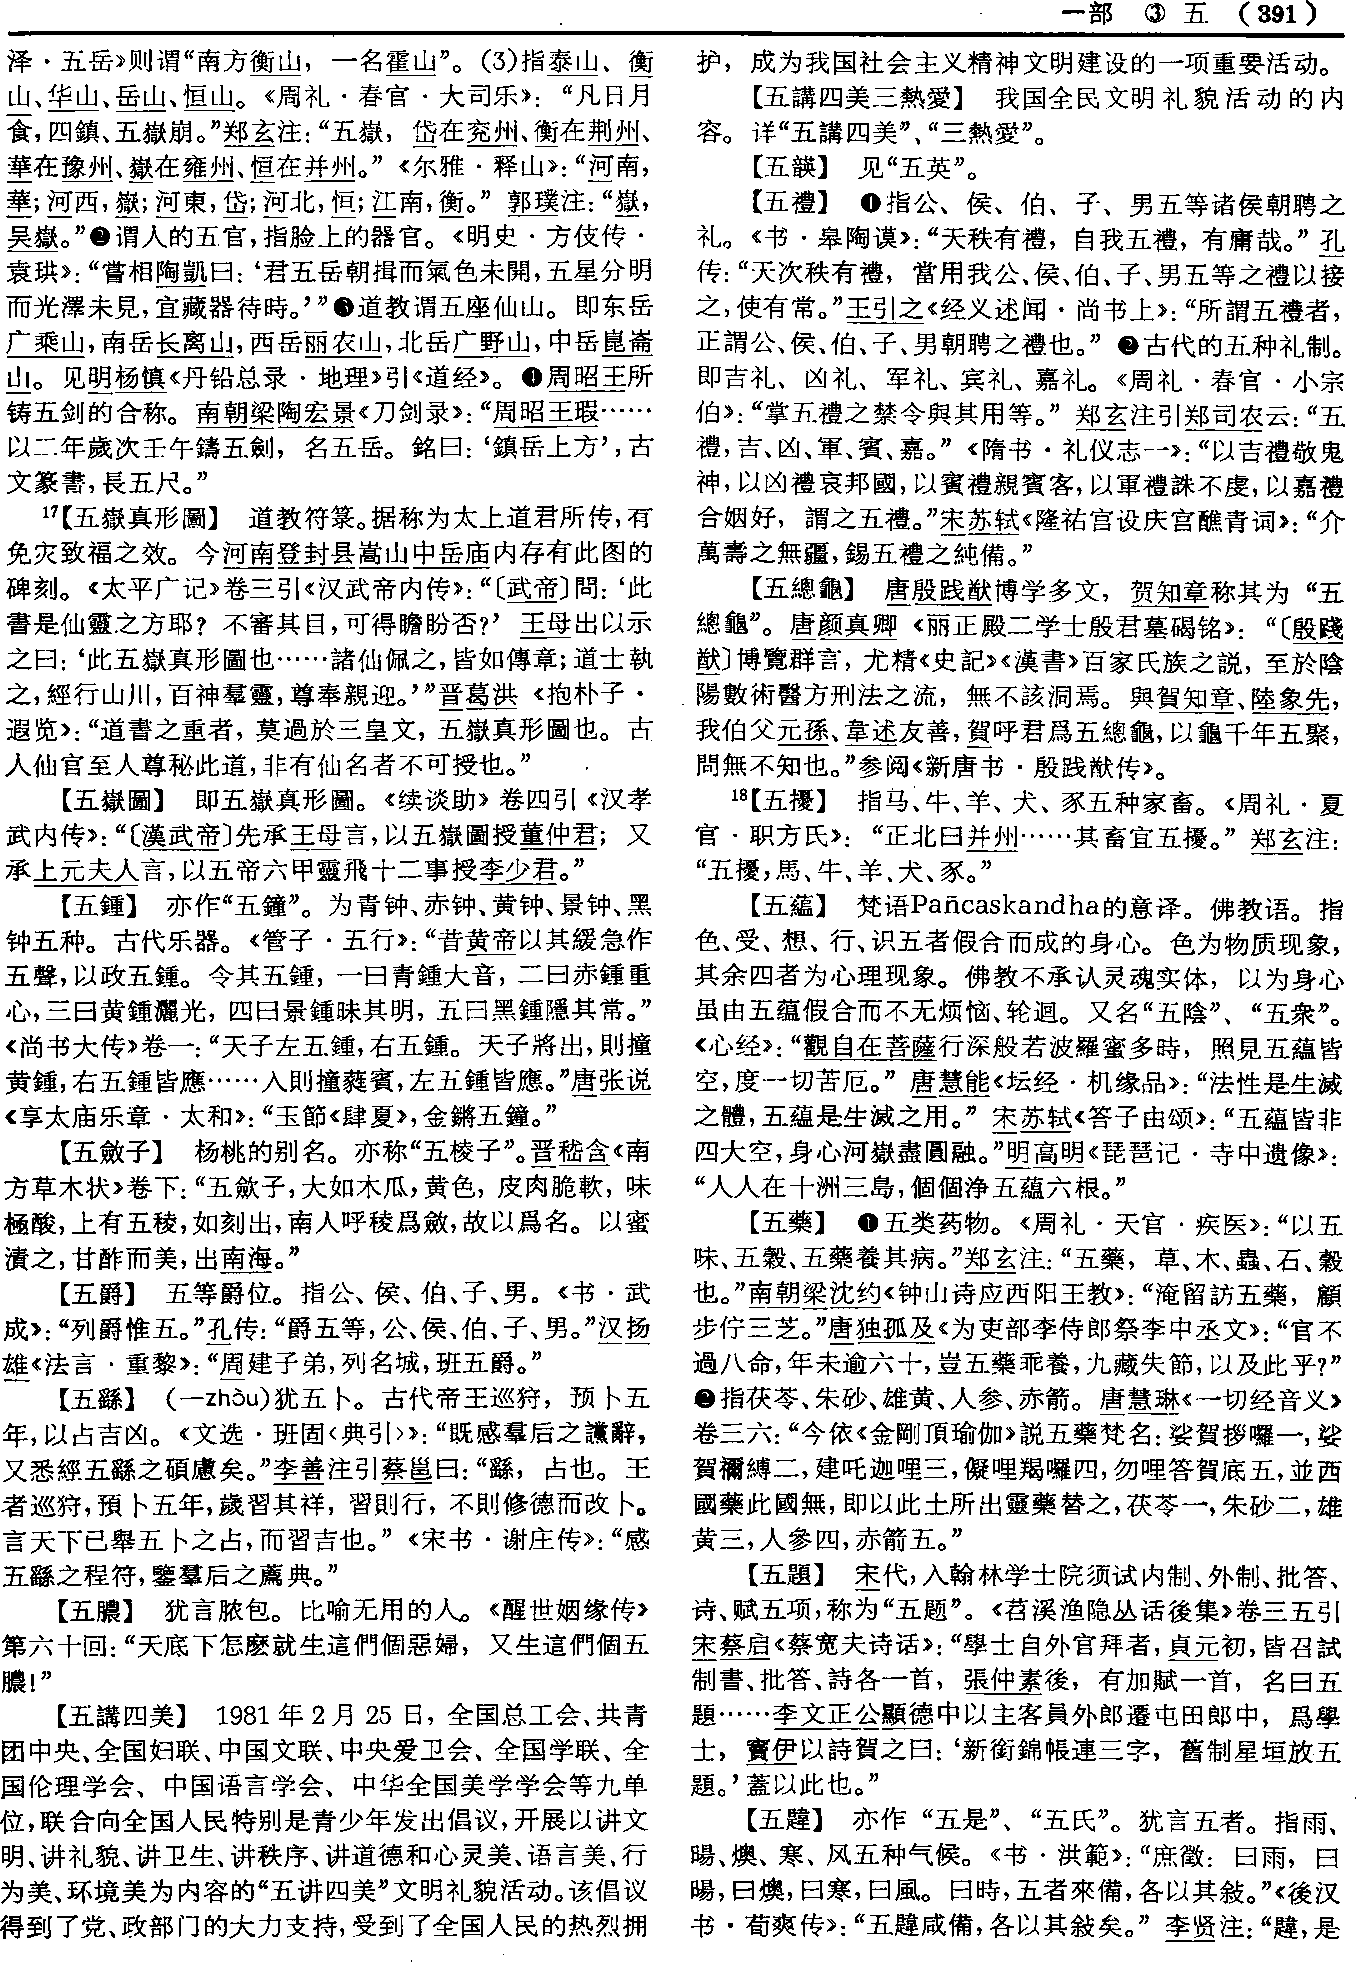 一部 ③ 五 （391）
泽·五岳》则谓“南方衡山，一名霍山”。(3)指泰山、衡
山、华山、岳山、恒山。《周礼·春官·大司乐》：“凡日月
食，四鎮、五嶽崩。”郑玄注：“五嶽，岱在兖州、衡在荆州、
華在豫州、嶽在雍州、恒在并州。”《尔雅·释山》：“河南，
華；河西，嶽；河東，岱；河北，恒；江南，衡。”郭璞注：“嶽，
吴嶽。”❷谓人的五官，指脸上的器官。《明史·方伎传·
袁珙》：“嘗相陶凱曰：‘君五岳朝揖而氣色未開，五星分明
而光澤未見，宜藏器待時。’”❸道教谓五座仙山。即东岳
广乘山，南岳长离山，西岳丽农山，北岳广野山，中岳崑崙
山。见明杨慎《丹铅总录·地理》引《道经》。❹周昭王所
铸五剑的合称。南朝梁陶宏景《刀剑录》：“周昭王瑕……
以二年歲次壬午鑄五劍，名五岳。銘曰：‘鎮岳上方’，古
文篆書，長五尺。”
17【五嶽真形圖】 道教符箓。据称为太上道君所传，有
免灾致福之效。今河南登封县嵩山中岳庙内存有此图的
碑刻。《太平广记》卷三引《汉武帝内传》：“〔武帝〕問：‘此
書是仙靈之方耶？不審其目，可得瞻盼否？’王母出以示
之曰：‘此五嶽真形圖也……諸仙佩之，皆如傳章；道士執
之，經行山川，百神羣靈，尊奉親迎。’”晋葛洪《抱朴子·
遐览》：“道書之重者，莫過於三皇文，五嶽真形圖也。古
人仙官至人尊秘此道，非有仙名者不可授也。”
【五嶽圖】 即五嶽真形圖。《续谈助》卷四引《汉孝
武内传》：“〔漢武帝〕先承王母言，以五嶽圖授董仲君；又
承上元夫人言，以五帝六甲靈飛十二事授李少君。”
【五鍾】 亦作“五鐘”。为青钟、赤钟、黄钟、景钟、黑
钟五种。古代乐器。《管子·五行》：“昔黄帝以其緩急作
五聲，以政五鍾。令其五鍾，一曰青鍾大音，二曰赤鍾重
心，三曰黄鍾灑光，四曰景鍾昧其明，五曰黑鍾隱其常。”
《尚书大传》卷一：“天子左五鍾，右五鍾。天子將出，則撞
黄鍾，右五鍾皆應……入則撞蕤賓，左五鍾皆應。”唐张说
《享太庙乐章·太和》：“玉節《肆夏》，金鏘五鐘。”
【五斂子】 杨桃的别名。亦称“五棱子”。晋嵇含《南
方草木状》卷下：“五斂子，大如木瓜，黄色，皮肉脆軟，味
極酸，上有五稜，如刻出，南人呼稜爲斂，故以爲名。以蜜
漬之，甘酢而美，出南海。”
【五爵】 五等爵位。指公、侯、伯、子、男。《书·武
成》：“列爵惟五。”孔传：“爵五等，公、侯、伯、子、男。”汉扬
雄《法言·重黎》：“周建子弟，列名城，班五爵。”
【五繇】 (—zhòu)犹五卜。古代帝王巡狩，预卜五
年，以占吉凶。《文选·班固〈典引〉》：“既感羣后之讜辭，
又悉經五繇之碩慮矣。”李善注引蔡邕曰：“繇，占也。王
者巡狩，預卜五年，歲習其祥，習則行，不則修德而改卜。
言天下已舉五卜之占，而習吉也。”《宋书·谢庄传》：“感
五繇之程符，鑒羣后之薦典。”
【五膿】 犹言脓包。比喻无用的人。《醒世姻缘传》
第六十回：“天底下怎麽就生這們個惡婦，又生這們個五
膿！”
【五講四美】 1981年2月25日，全国总工会、共青
团中央、全国妇联、中国文联、中央爱卫会、全国学联、全
国伦理学会、中国语言学会、中华全国美学学会等九单
位，联合向全国人民特别是青少年发出倡议，开展以讲文
明、讲礼貌、讲卫生、讲秩序、讲道德和心灵美、语言美、行
为美、环境美为内容的“五讲四美”文明礼貌活动。该倡议
得到了党、政部门的大力支持，受到了全国人民的热烈拥
护，成为我国社会主义精神文明建设的一项重要活动。
【五講四美三熱愛】 我国全民文明礼貌活动的内
容。详“五講四美”、“三熱愛”。
【五韺】 见“五英”。
【五禮】 ❶指公、侯、伯、子、男五等诸侯朝聘之
礼。《书·皋陶谟》：“天秩有禮，自我五禮，有庸哉。”孔
传：“天次秩有禮，當用我公、侯、伯、子、男五等之禮以接
之，使有常。”王引之《经义述闻·尚书上》：“所謂五禮者，
正謂公、侯、伯、子、男朝聘之禮也。”❷古代的五种礼制。
即吉礼、凶礼、军礼、宾礼、嘉礼。《周礼·春官·小宗
伯》：“掌五禮之禁令與其用等。”郑玄注引郑司农云：“五
禮，吉、凶、軍、賓、嘉。”《隋书·礼仪志一》：“以吉禮敬鬼
神，以凶禮哀邦國，以賓禮親賓客，以軍禮誅不虔，以嘉禮
合姻好，謂之五禮。”宋苏轼《隆祐宫设庆宫醮青词》：“介
萬壽之無疆，錫五禮之純備。”
【五總龜】 唐殷践猷博学多文，贺知章称其为“五
總龜”。唐颜真卿《丽正殿二学士殷君墓碣铭》：“〔殷踐
猷〕博覽群言，尤精《史記》《漢書》百家氏族之説，至於陰
陽數術醫方刑法之流，無不該洞焉。與賀知章、陸象先，
我伯父元孫、韋述友善，賀呼君爲五總龜，以龜千年五聚，
問無不知也。”参阅《新唐书·殷践猷传》。
18【五擾】 指马、牛、羊、犬、豕五种家畜。《周礼·夏
官·职方氏》：“正北曰并州……其畜宜五擾。”郑玄注：
“五擾，馬、牛、羊、犬、豕。”
【五蘊】 梵语Pañcaskandha的意译。佛教语。指
色、受、想、行、识五者假合而成的身心。色为物质现象，
其余四者为心理现象。佛教不承认灵魂实体，以为身心
虽由五蕴假合而不无烦恼、轮迴。又名“五陰”、“五衆”。
《心经》：“觀自在菩薩行深般若波羅蜜多時，照見五蘊皆
空，度一切苦厄。”唐慧能《坛经·机缘品》：“法性是生滅
之體，五蘊是生滅之用。”宋苏轼《答子由颂》：“五蘊皆非
四大空，身心河嶽盡圓融。”明高明《琵琶记·寺中遗像》：
“人人在十洲三島，個個净五蘊六根。”
【五藥】 ❶五类药物。《周礼·天官·疾医》：“以五
味、五穀、五藥養其病。”郑玄注：“五藥，草、木、蟲、石、穀
也。”南朝梁沈约《钟山诗应西阳王教》：“淹留訪五藥，顧
步佇三芝。”唐独孤及《为吏部李侍郎祭李中丞文》：“官不
過八命，年未逾六十，豈五藥乖養，九藏失節，以及此乎？”
❷指茯苓、朱砂、雄黄、人参、赤箭。唐慧琳《一切经音义》
卷三六：“今依《金剛頂瑜伽》説五藥梵名：娑賀拶囉一，娑
賀禰縛二，建吒迦哩三，儗哩羯囉四，勿哩答賀底五，並西
國藥此國無，即以此土所出靈藥替之，茯苓一，朱砂二，雄
黄三，人參四，赤箭五。”
【五題】 宋代，入翰林学士院须试内制、外制、批答、
诗、赋五项，称为“五题”。《苕溪渔隐丛话後集》卷三五引
宋蔡启《蔡宽夫诗话》：“學士自外官拜者，貞元初，皆召試
制書、批答、詩各一首，張仲素後，有加賦一首，名曰五
題……李文正公顯德中以主客員外郎遷屯田郎中，爲學
士，竇伊以詩賀之曰：‘新銜錦帳連三字，舊制星垣放五
題。’蓋以此也。”
【五韙】 亦作“五是”、“五氏”。犹言五者。指雨、
暘、燠、寒、风五种气候。《书·洪範》：“庶徵：曰雨，曰
暘，曰燠，曰寒，曰風。曰時，五者來備，各以其敍。”《後汉
书·荀爽传》：“五韙咸備，各以其敍矣。”李贤注：“韙，是